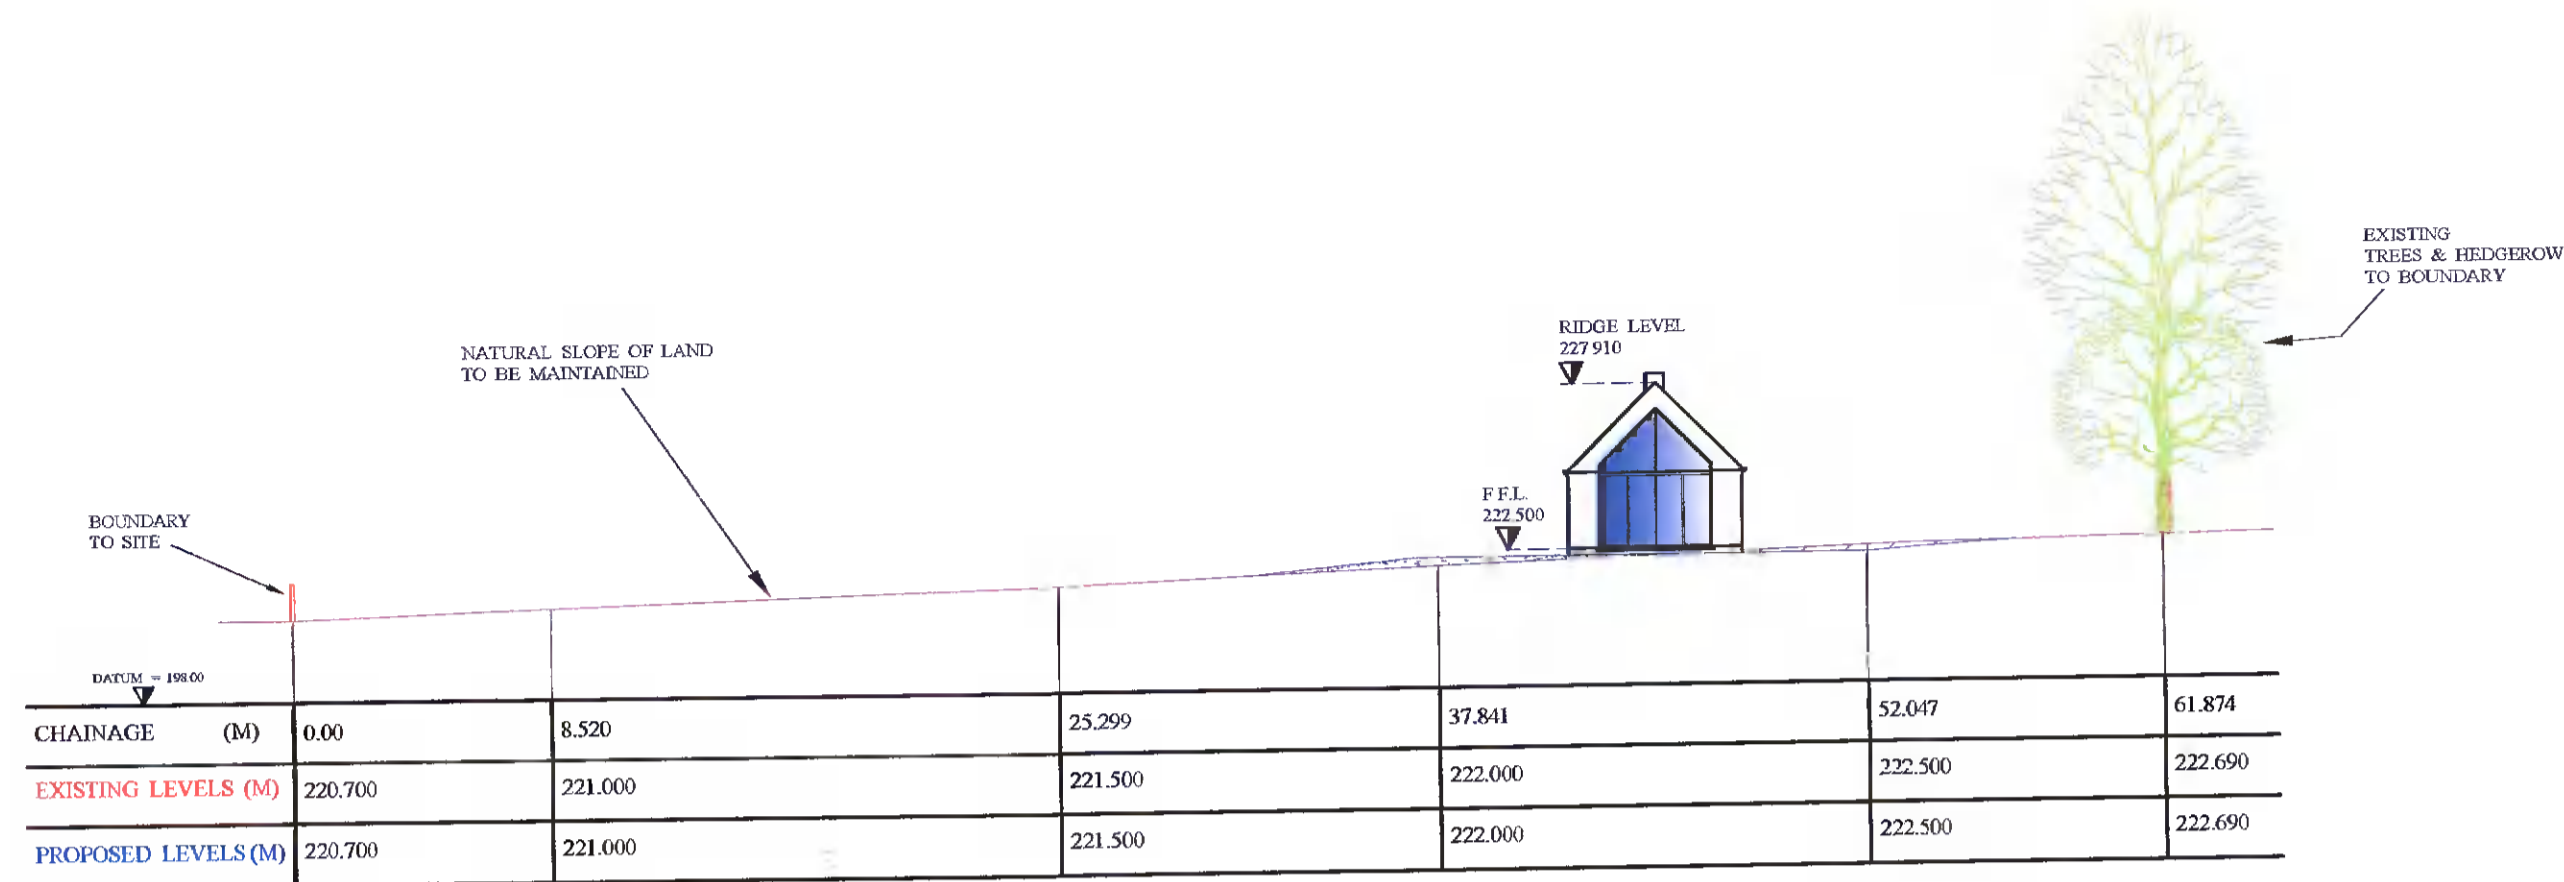 EXISTING
TREES & HEDGEROW
TO BOUNDARY
RIDGE LEVEL
227 910
NATURAL SLOPE OF LAND
TO BE MAINTAINED
F F.L.
222 500
BOUNDARY
TO SITE
DATUM = 198.00
CHAINAGE (M) 0.00 8.520 25.299 37.841 52.047 61.874
EXISTING LEVELS (M) 220.700 221.000 221.500 222.000 222.500 222.690
PROPOSED LEVELS (M) 220.700 221.000 221.500 222.000 222.500 222.690